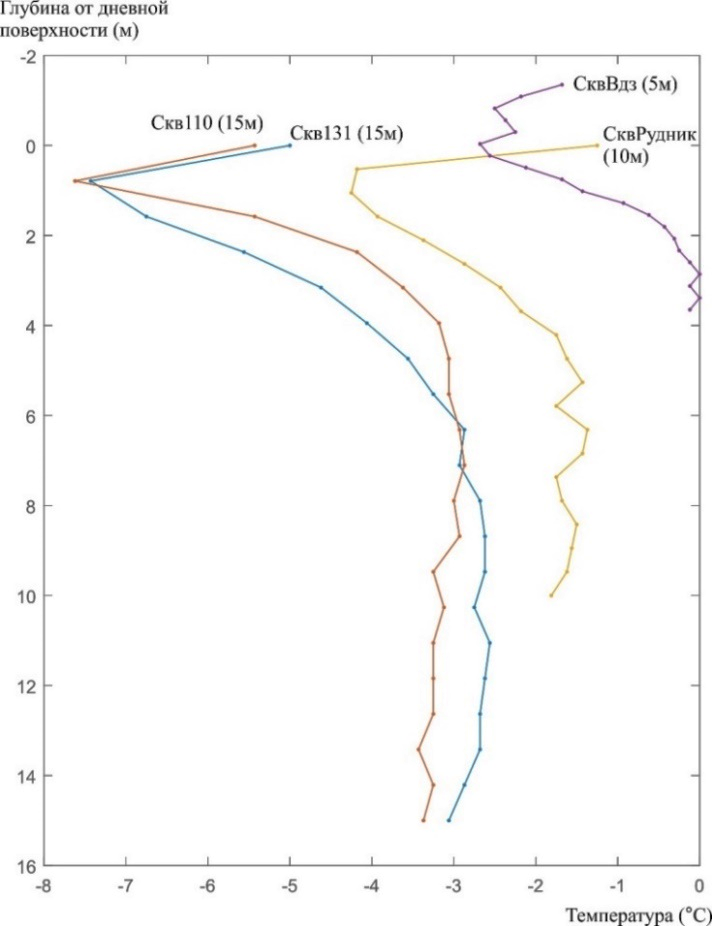 Глубина от дневной
поверхности (м)
-2
СквВдз (5м)
Скв110 (15м)
Скв131 (15м)
СквРудник
(10м)
0
2
4
6
8
10
12
14
16
-8 -7 -6 -5 -4 -3 -2 -1 0
Температура (°C)